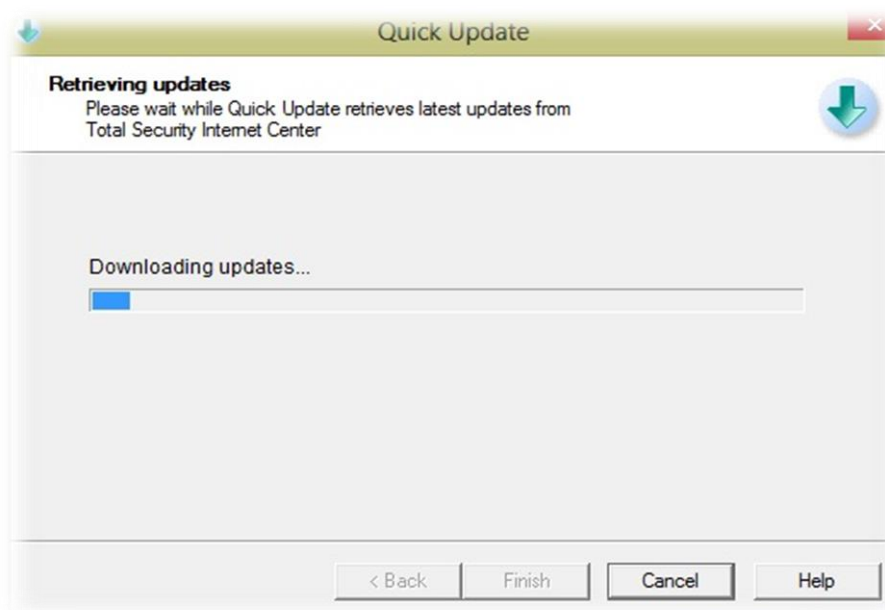 Quick Update
Retrieving updates
Please wait while Quick Update retrieves latest updates from
Total Security Internet Center
Downloading updates...
< Back Finish Cancel Help